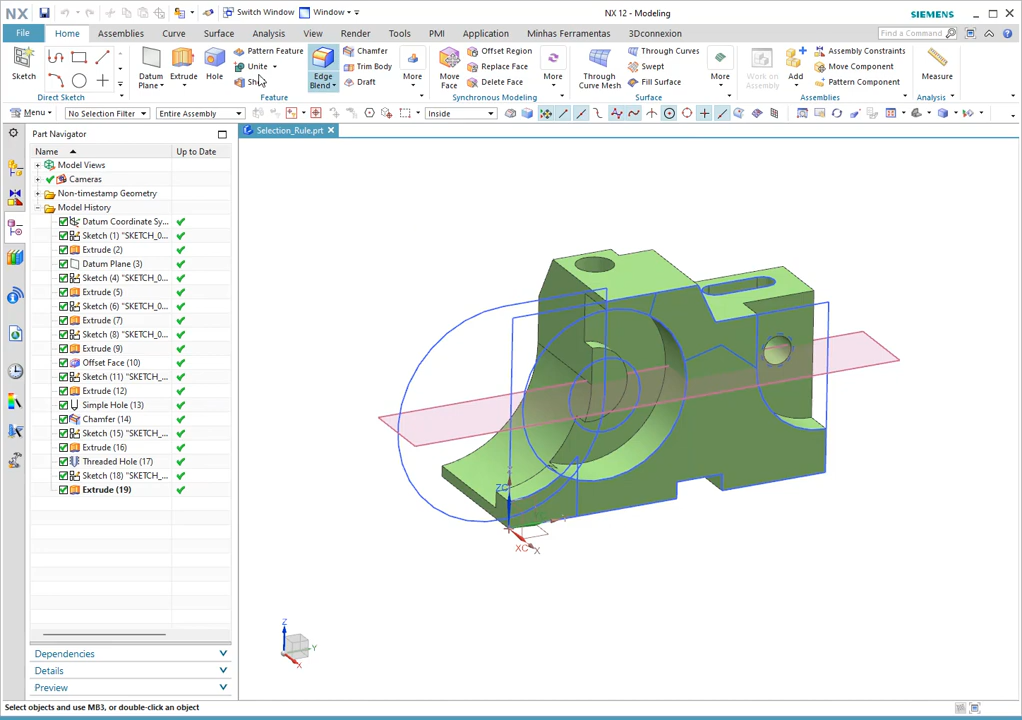 NX Switch Window Window NX 12 - Modeling SIEMENS
File Home Assemblies Curve Surface Analysis View Render Tools PMI Application Minhas Ferramentas 3Dconnexion Find a Command
Pattern Feature Chamfer Offset Region Through Curves Assembly Constraints
Unite Trim Body Replace Face Swept Move Component
Draft Delete Face Fill Surface Pattern Component
Sketch Datum Plane Extrude Hole Edge Blend More Move Face More Through Curve Mesh More Work on Assembly Add Measure
Direct Sketch Feature Synchronous Modeling Surface Assemblies Analysis
Menu No Selection Filter Entire Assembly Inside
Part Navigator Selection_Rule.prt
Name Up to Date
Model Views
Cameras
Non-timestamp Geometry
Model History
Datum Coordinate Sy...
Sketch (1) "SKETCH_0...
Extrude (2)
Datum Plane (3)
Sketch (4) "SKETCH_0...
Extrude (5)
Sketch (6) "SKETCH_0...
Extrude (7)
Sketch (8) "SKETCH_0...
Extrude (9)
Offset Face (10)
Sketch (11) "SKETCH_...
Extrude (12)
Simple Hole (13)
Chamfer (14)
Sketch (15) "SKETCH_...
Extrude (16)
Threaded Hole (17)
Sketch (18) "SKETCH_...
Extrude (19)
ZC
XC X
Z
Y
X
Dependencies
Details
Preview
Select objects and use MB3, or double-click an object